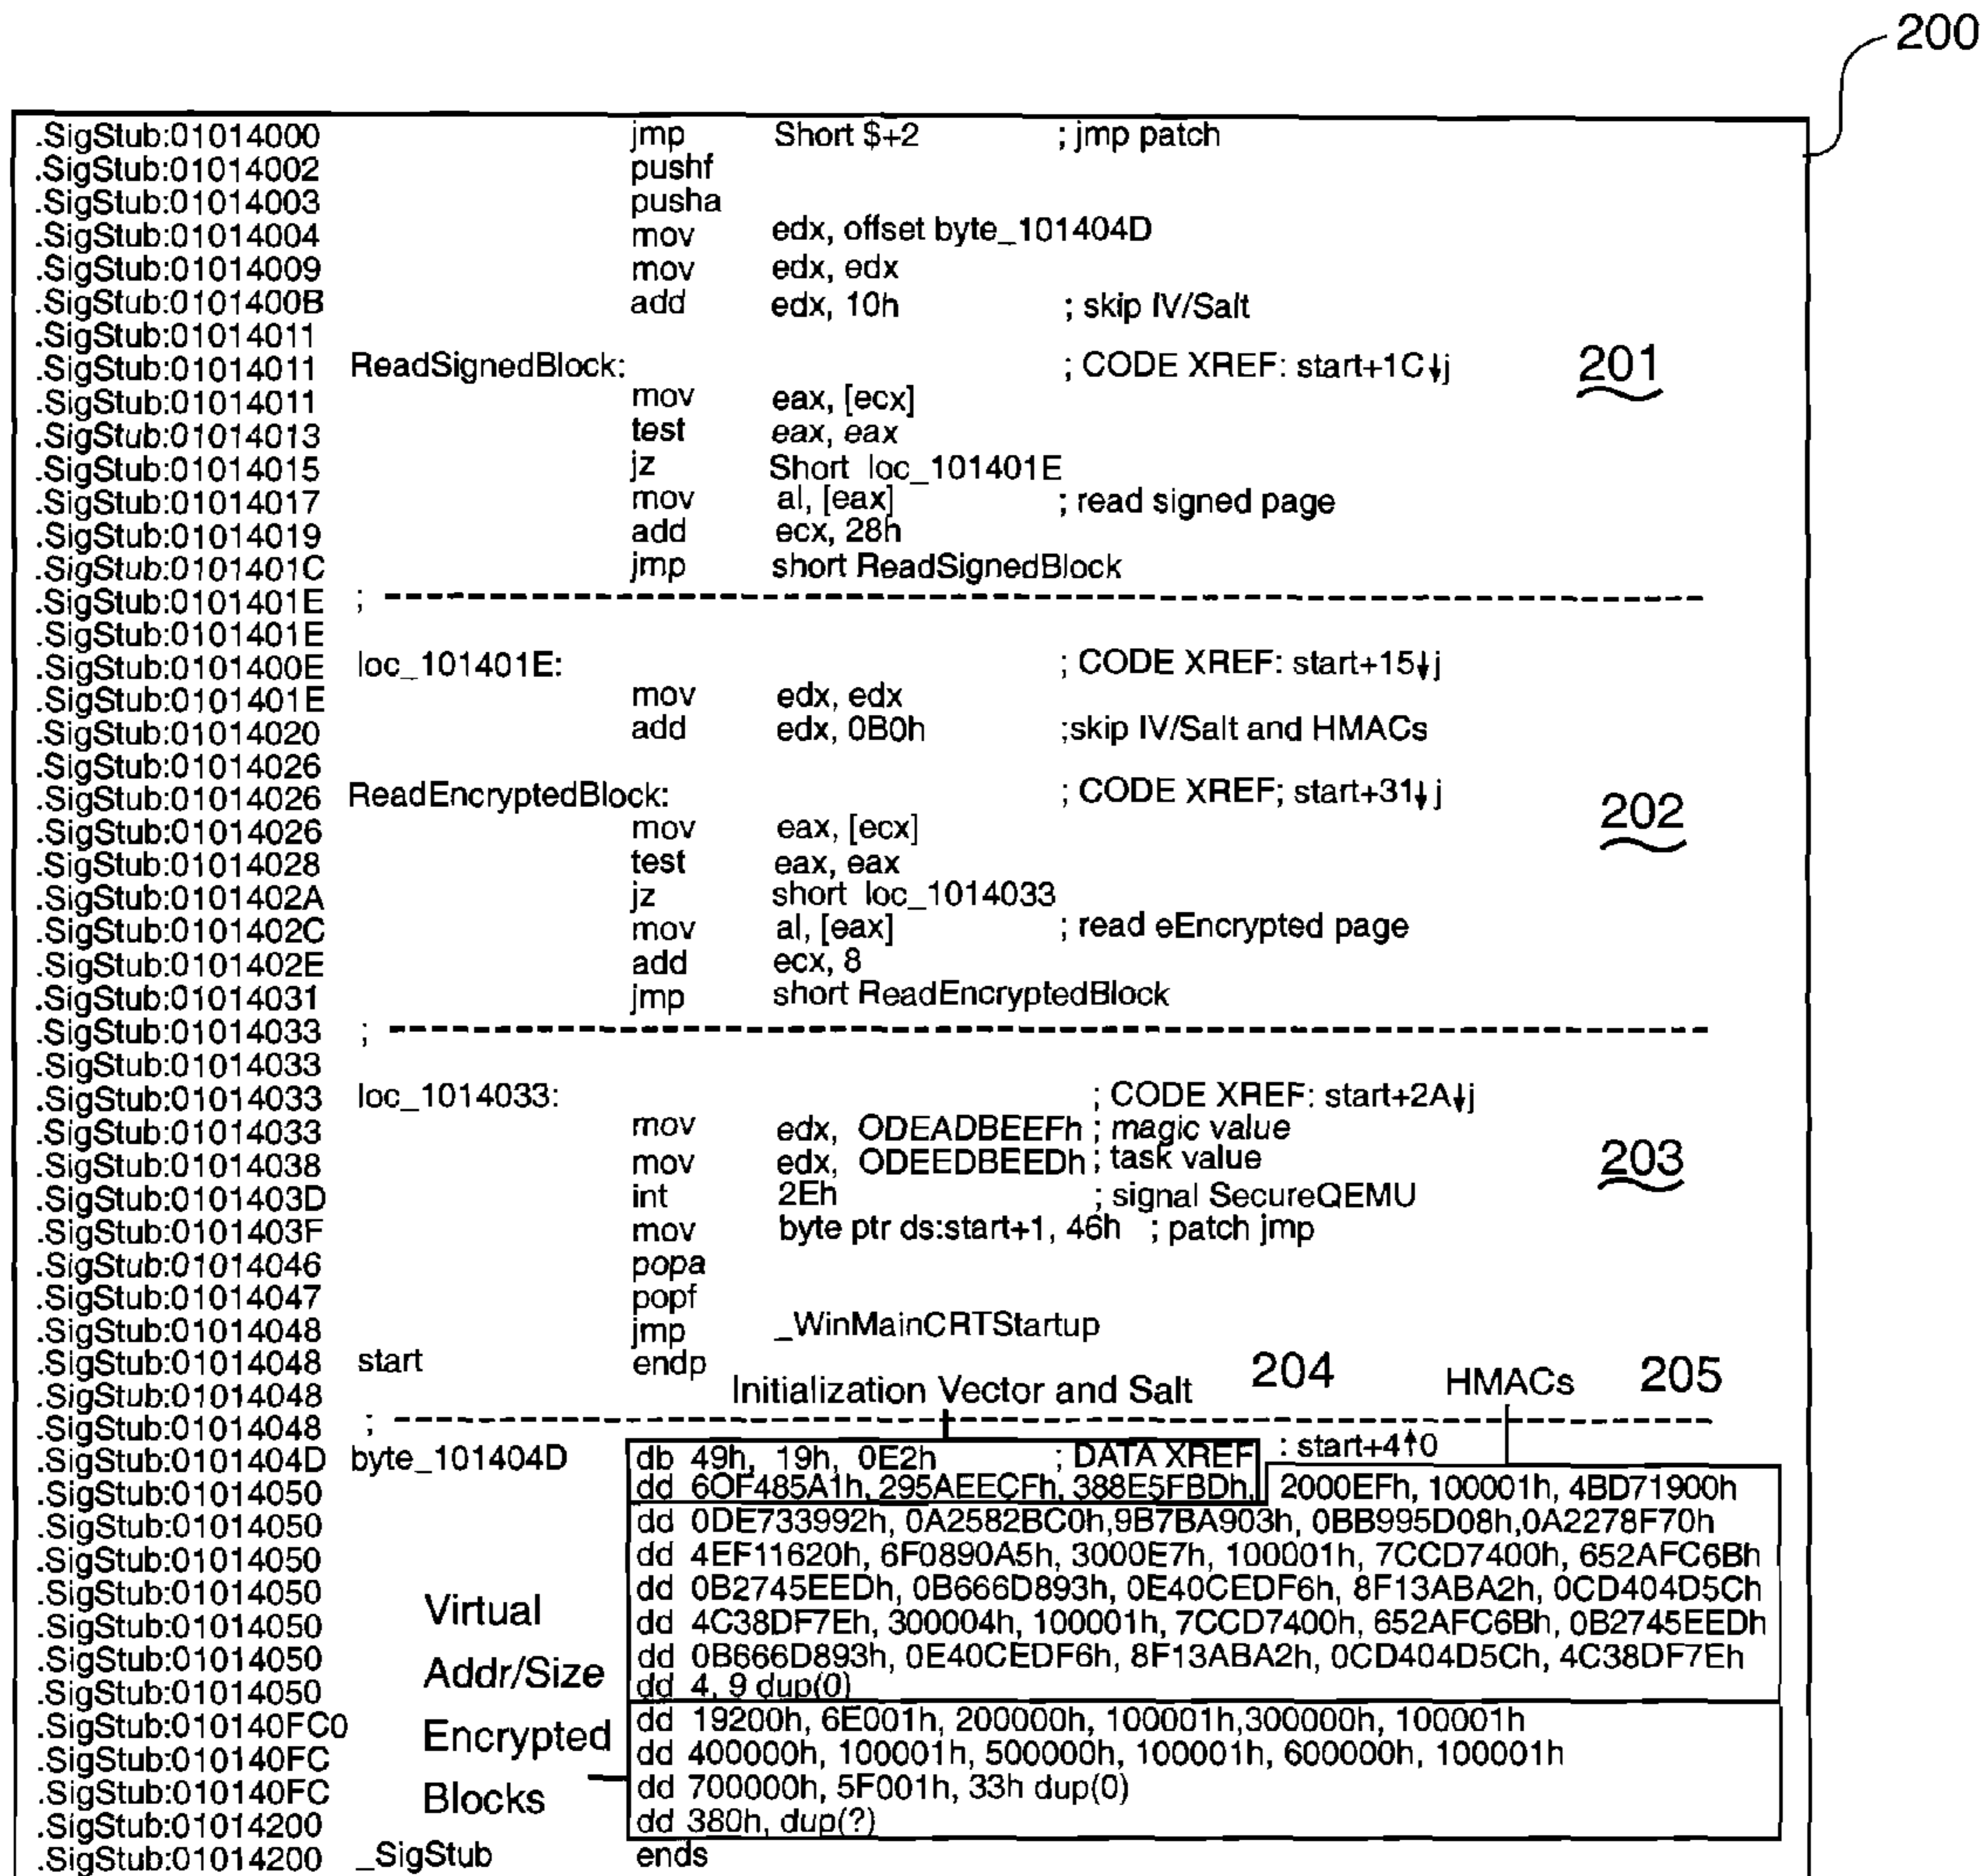 200
.SigStub:01014000 jmp Short $+2 ; jmp patch
.SigStub:01014002 pushf
.SigStub:01014003 pusha
.SigStub:01014004 mov edx, offset byte_101404D
.SigStub:01014009 mov edx, edx
.SigStub:0101400B add edx, 10h ; skip IV/Salt
.SigStub:01014011
.SigStub:01014011 ReadSignedBlock: ; CODE XREF: start+1C↓j 201
.SigStub:01014011 mov eax, [ecx]
.SigStub:01014013 test eax, eax
.SigStub:01014015 jz Short loc_101401E
.SigStub:01014017 mov al, [eax] ; read signed page
.SigStub:01014019 add ecx, 28h
.SigStub:0101401C jmp short ReadSignedBlock
.SigStub:0101401E ; ----------------------------------------------------------
.SigStub:0101401E
.SigStub:0101400E loc_101401E: ; CODE XREF: start+15↓j
.SigStub:0101401E mov edx, edx
.SigStub:01014020 add edx, 0B0h ;skip IV/Salt and HMACs
.SigStub:01014026
.SigStub:01014026 ReadEncryptedBlock: ; CODE XREF; start+31↓j 202
.SigStub:01014026 mov eax, [ecx]
.SigStub:01014028 test eax, eax
.SigStub:0101402A jz short loc_1014033
.SigStub:0101402C mov al, [eax] ; read eEncrypted page
.SigStub:0101402E add ecx, 8
.SigStub:01014031 jmp short ReadEncryptedBlock
.SigStub:01014033 ; ----------------------------------------------------------
.SigStub:01014033
.SigStub:01014033 loc_1014033: ; CODE XREF: start+2A↓j
.SigStub:01014033 mov edx, ODEADBEEFh ; magic value
.SigStub:01014038 mov edx, ODEEDBEEDh ; task value 203
.SigStub:0101403D int 2Eh ; signal SecureQEMU
.SigStub:0101403F mov byte ptr ds:start+1, 46h ; patch jmp
.SigStub:01014046 popa
.SigStub:01014047 popf
.SigStub:01014048 jmp _WinMainCRTStartup
.SigStub:01014048 start endp
Initialization Vector and Salt 204 HMACs 205
.SigStub:01014048
.SigStub:01014048 ; ----------------------------------------------------------
.SigStub:0101404D byte_101404D db 49h, 19h, 0E2h ; DATA XREF : start+4↑0
.SigStub:01014050 dd 6OF485A1h, 295AEECFh, 388E5FBDh, 2000EFh, 100001h, 4BD71900h
.SigStub:01014050 dd 0DE733992h, 0A2582BC0h,9B7BA903h, 0BB995D08h,0A2278F70h
.SigStub:01014050 dd 4EF11620h, 6F0890A5h, 3000E7h, 100001h, 7CCD7400h, 652AFC6Bh
.SigStub:01014050 dd 0B2745EEDh, 0B666D893h, 0E40CEDF6h, 8F13ABA2h, 0CD404D5Ch
.SigStub:01014050 dd 4C38DF7Eh, 300004h, 100001h, 7CCD7400h, 652AFC6Bh, 0B2745EEDh
.SigStub:01014050 dd 0B666D893h, 0E40CEDF6h, 8F13ABA2h, 0CD404D5Ch, 4C38DF7Eh
.SigStub:01014050 dd 4, 9 dup(0)
.SigStub:010140FC0 dd 19200h, 6E001h, 200000h, 100001h,300000h, 100001h
.SigStub:010140FC dd 400000h, 100001h, 500000h, 100001h, 600000h, 100001h
.SigStub:010140FC dd 700000h, 5F001h, 33h dup(0)
.SigStub:01014200 dd 380h, dup(?)
.SigStub:01014200 _SigStub ends
Virtual
Addr/Size
Encrypted
Blocks